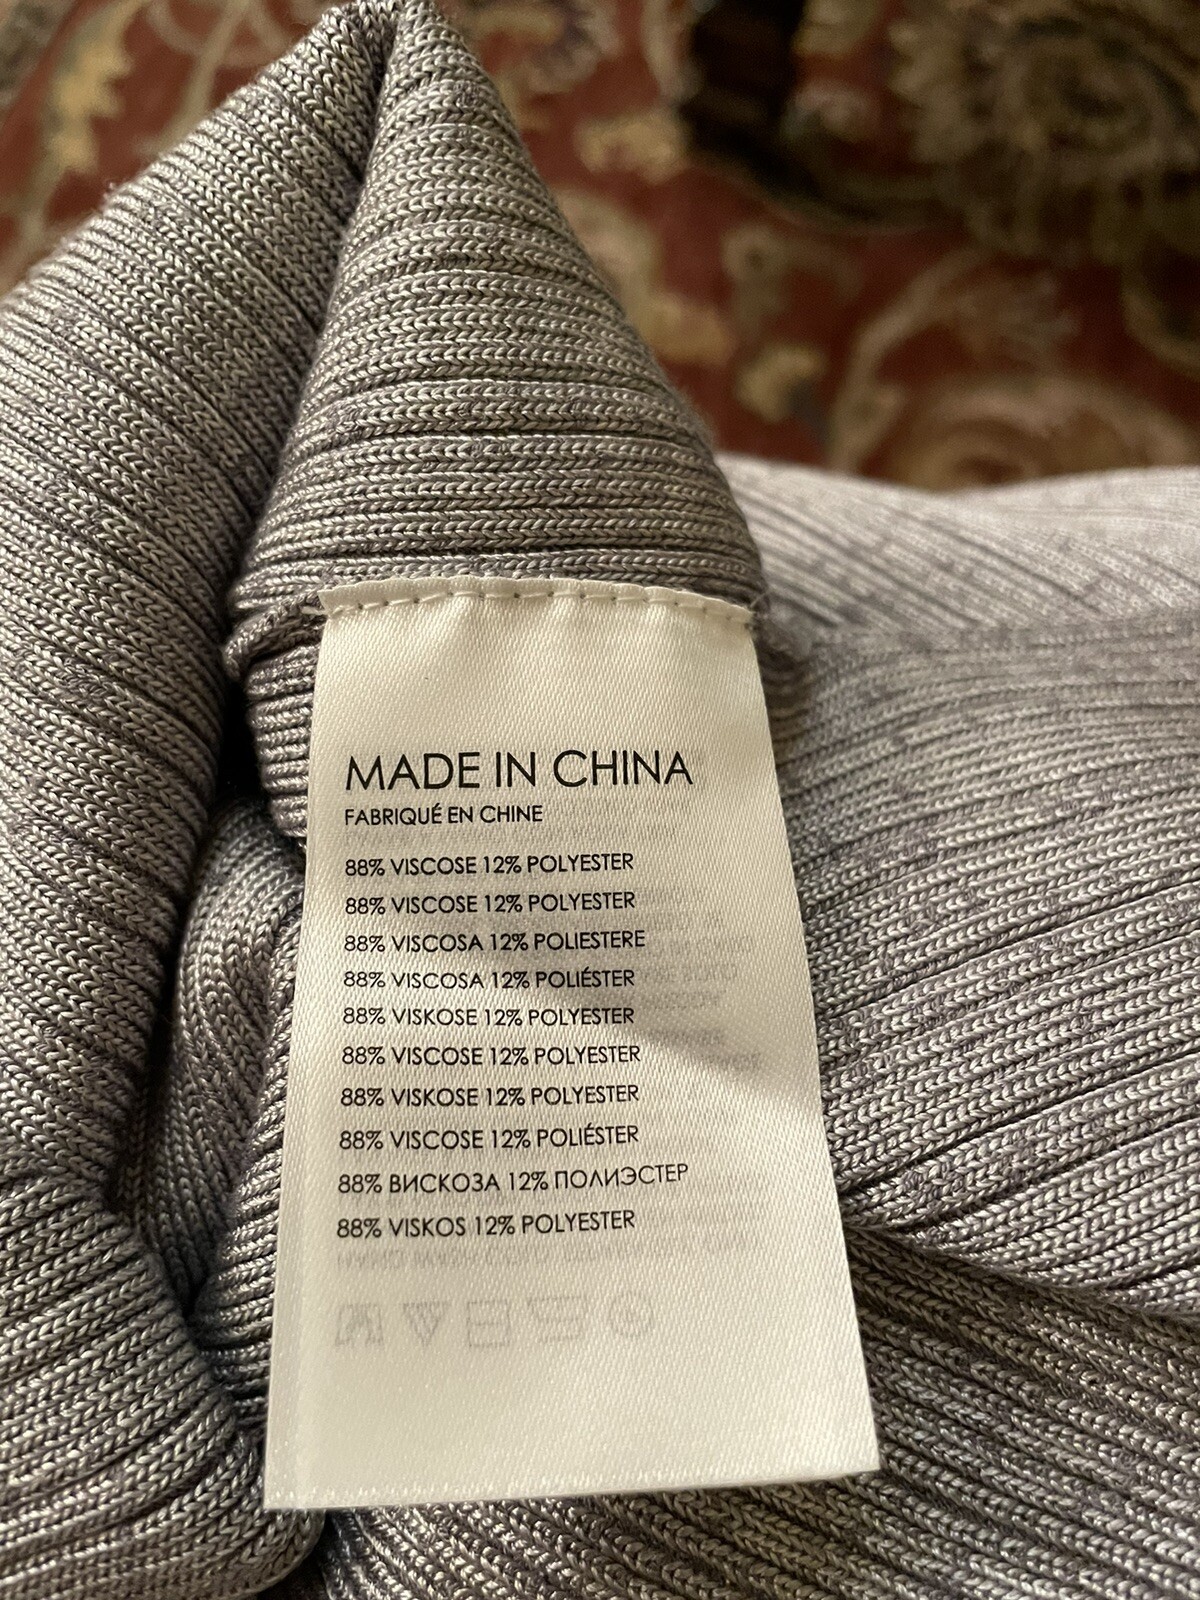 MADE IN CHINA
FABRIQUÉ EN CHINE
88% VISCOSE 12% POLYESTER
88% VISCOSE 12% POLYESTER
88% VISCOSA 12% POLIESTERE
88% VISCOSA 12% POLIÉSTER
88% VISKOSE 12% POLYESTER
88% VISCOSE 12% POLYESTER
88% VISKOSE 12% POLYESTER
88% VISCOSE 12% POLIÉSTER
88% ВИСКОЗА 12% ПОЛИЭСТЕР
88% VISKOS 12% POLYESTER